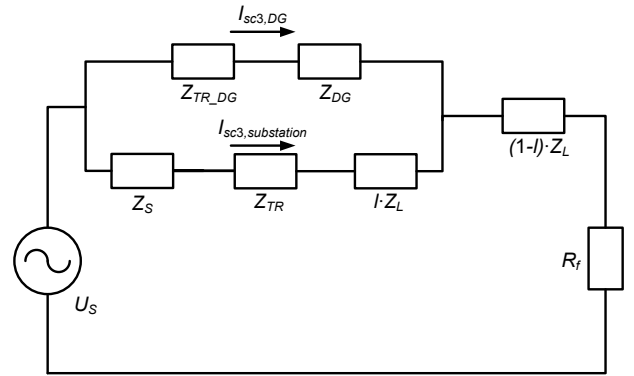 Isc3,DG
ZTR_DG
ZDG
Isc3,substation
(1-l)·ZL
ZS
ZTR
l·ZL
Rf
US